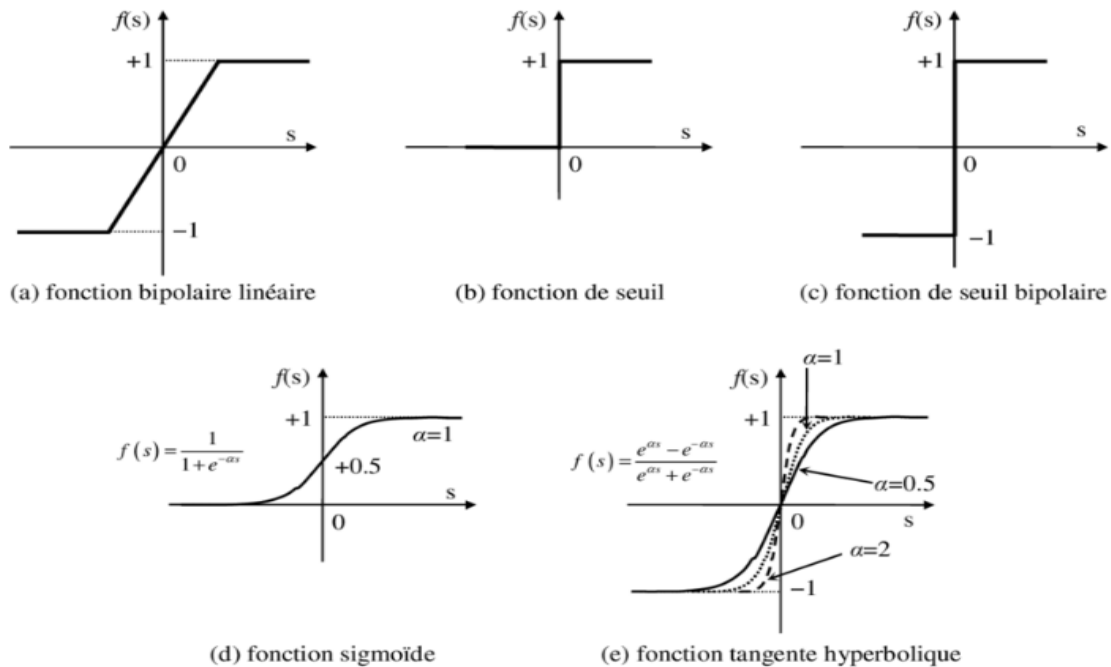 f(s)
+1
s
0
−1
(a) fonction bipolaire linéaire
f(s)
+1
s
0
(b) fonction de seuil
f(s)
+1
s
0
−1
(c) fonction de seuil bipolaire
f(s)
+1
α=1
f(s)=1/(1+e^{-αs})
+0.5
s
0
(d) fonction sigmoïde
α=1
f(s)
+1
f(s)=(e^{αs}−e^{-αs})/(e^{αs}+e^{-αs})
α=0.5
0
s
α=2
−1
(e) fonction tangente hyperbolique